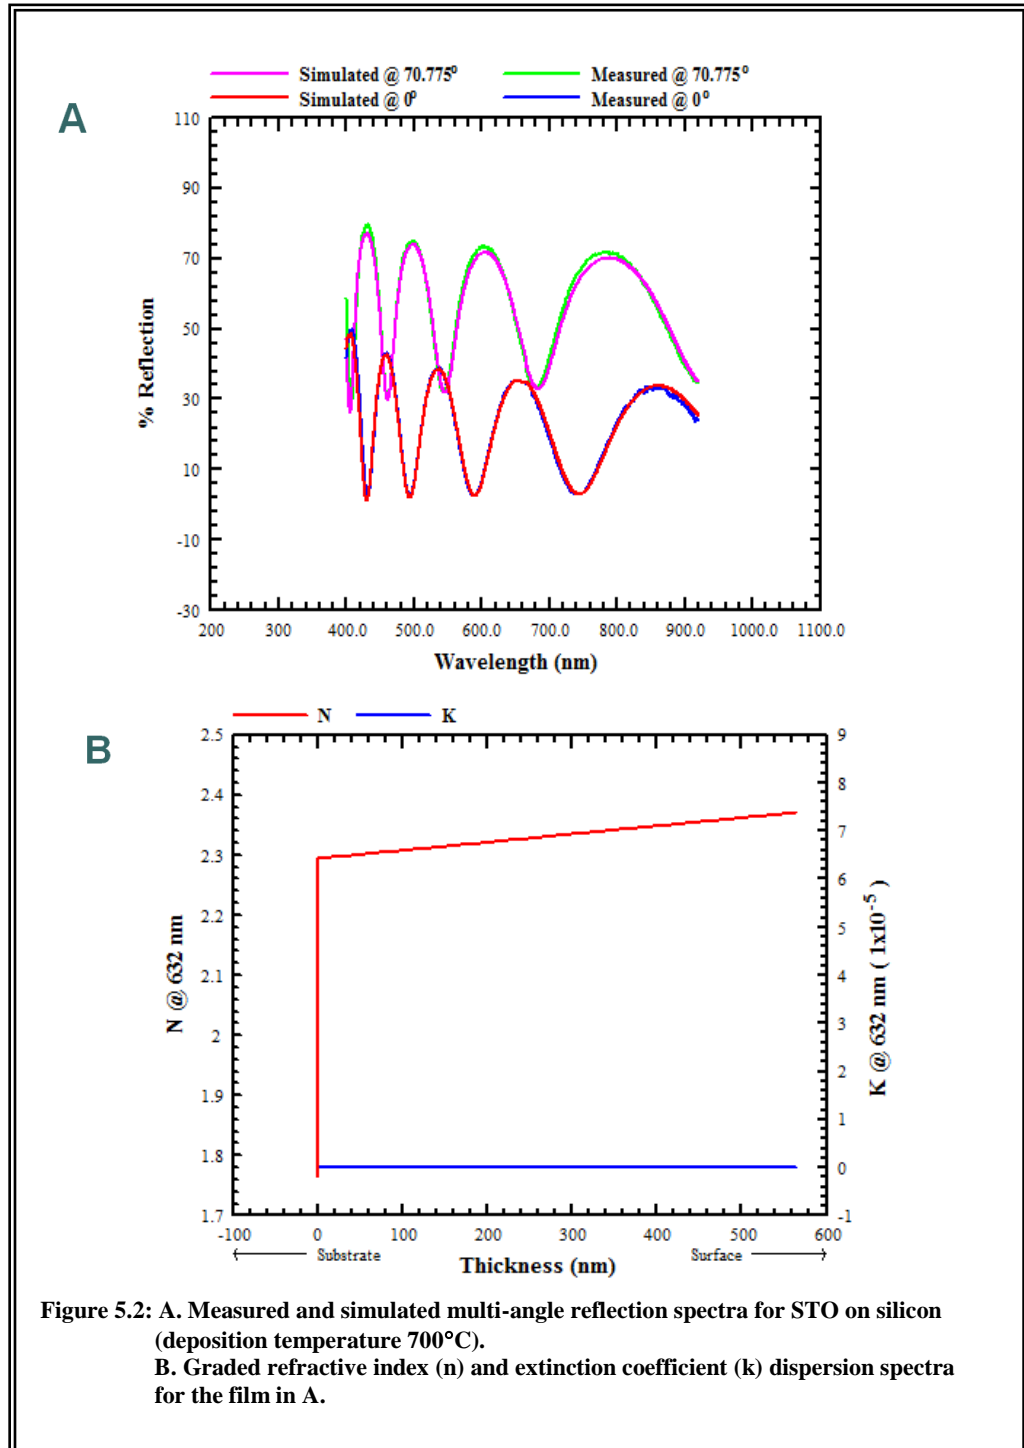 Simulated @ 70.775° Measured @ 70.775°
Simulated @ 0° Measured @ 0°
A
110
90
70
50
30
10
-10
-30
% Reflection
200 300 400.0 500.0 600.0 700.0 800.0 900.0 1000.0 1100.0
Wavelength (nm)
N K
B
2.5
2.4
2.3
2.2
2.1
2
1.9
1.8
1.7
N @ 632 nm
9
8
7
6
5
4
3
2
1
0
-1
K @ 632 nm ( 1x10⁻⁵ )
-100 0 100 200 300 400 500 600
Substrate Surface
Thickness (nm)
Figure 5.2: A. Measured and simulated multi-angle reflection spectra for STO on silicon
(deposition temperature 700°C).
B. Graded refractive index (n) and extinction coefficient (k) dispersion spectra
for the film in A.